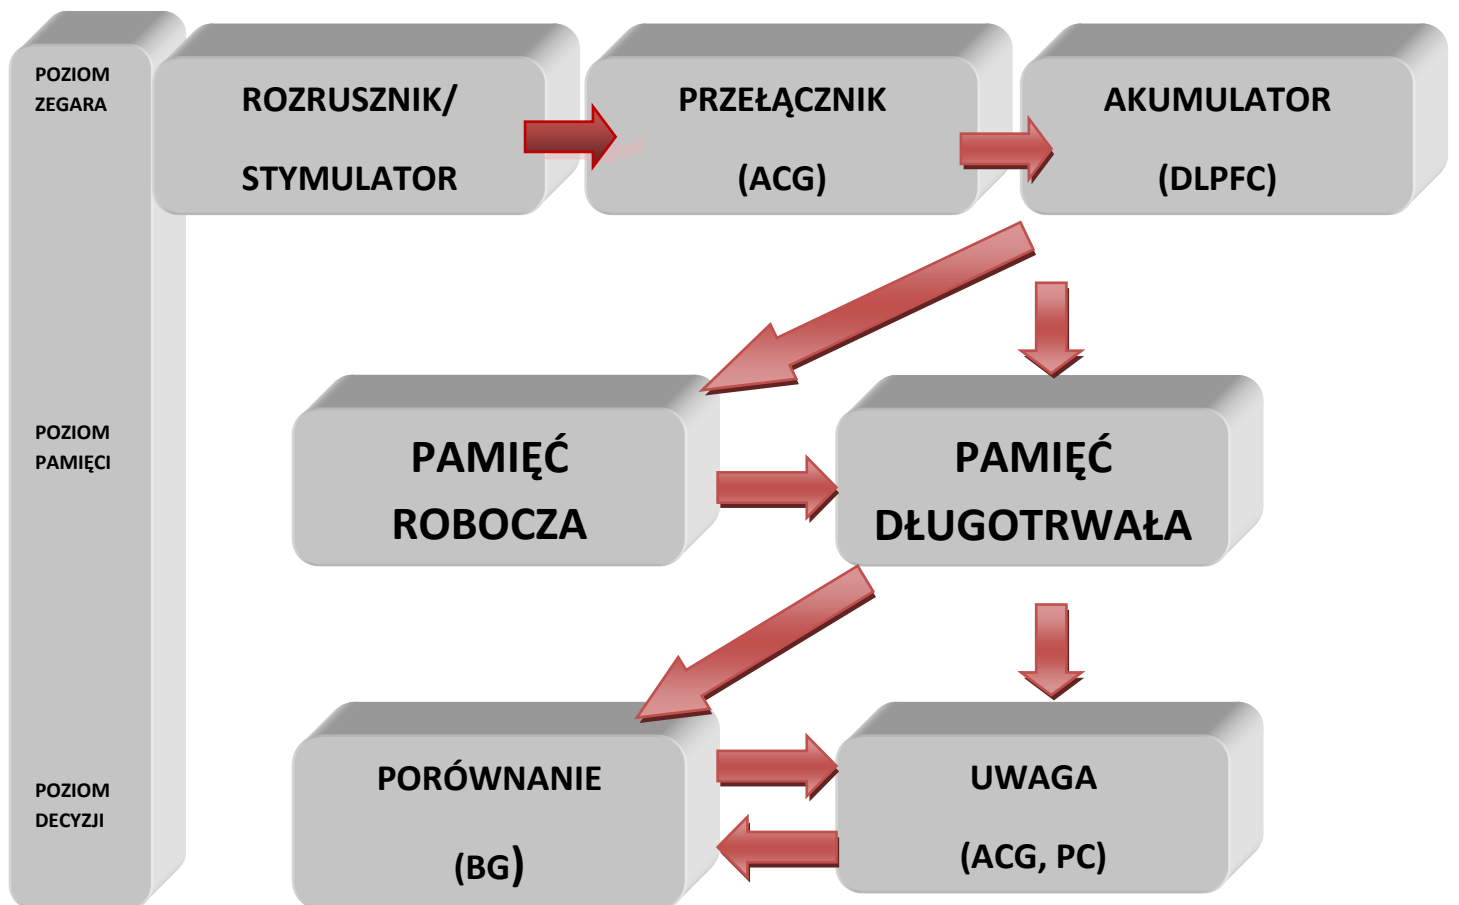 POZIOM
ZEGARA
ROZRUSZNIK/
STYMULATOR
PRZEŁĄCZNIK
(ACG)
AKUMULATOR
(DLPFC)
POZIOM
PAMIĘCI
PAMIĘĆ
ROBOCZA
PAMIĘĆ
DŁUGOTRWAŁA
POZIOM
DECYZJI
PORÓWNANIE
(BG)
UWAGA
(ACG, PC)